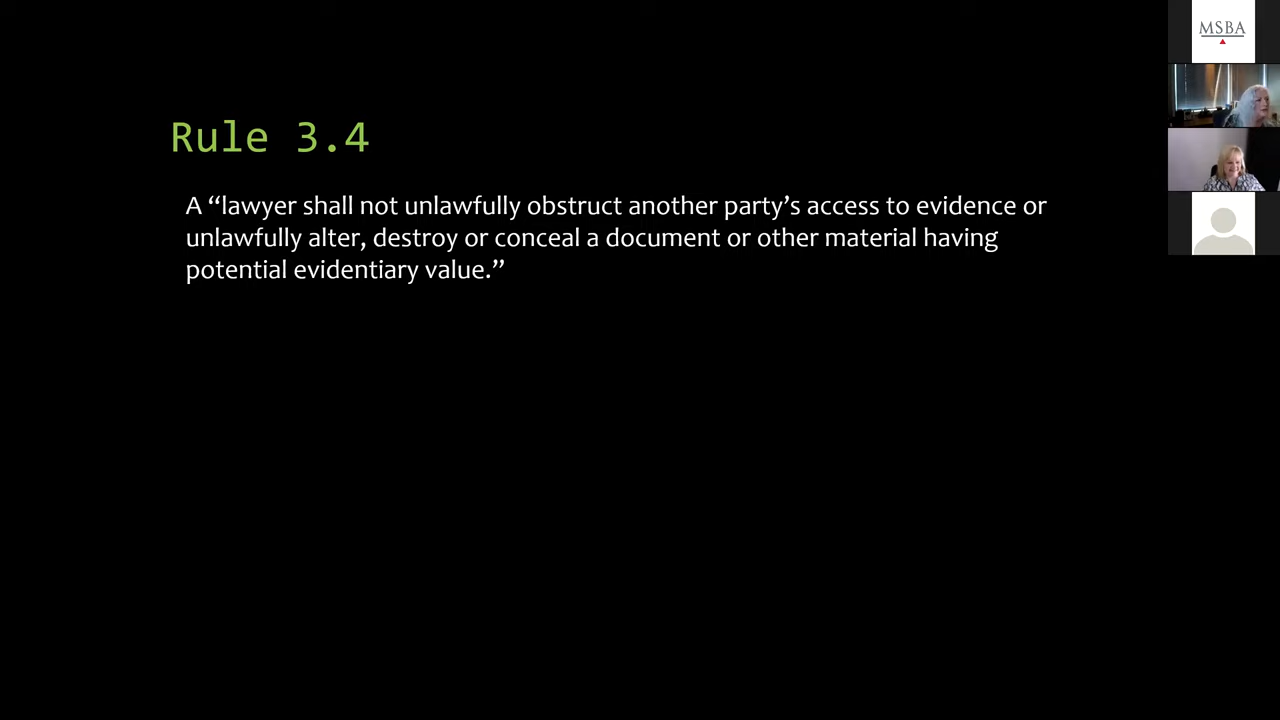 MSBA
Rule 3.4
A “lawyer shall not unlawfully obstruct another party’s access to evidence or
unlawfully alter, destroy or conceal a document or other material having
potential evidentiary value.”